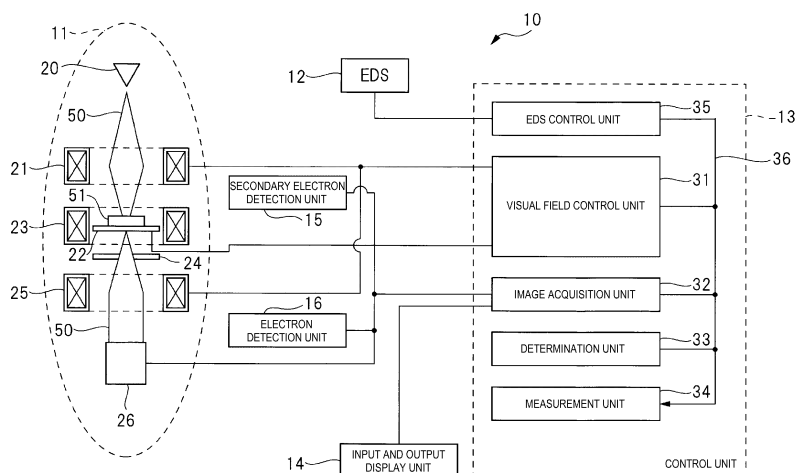 11
10
20
12
EDS
50
35
EDS CONTROL UNIT
13
36
21
31
SECONDARY ELECTRON
DETECTION UNIT
VISUAL FIELD CONTROL UNIT
51
15
23
22
24
32
25
IMAGE ACQUISITION UNIT
16
50
ELECTRON
DETECTION UNIT
33
DETERMINATION UNIT
34
MEASUREMENT UNIT
26
14
INPUT AND OUTPUT
DISPLAY UNIT
CONTROL UNIT